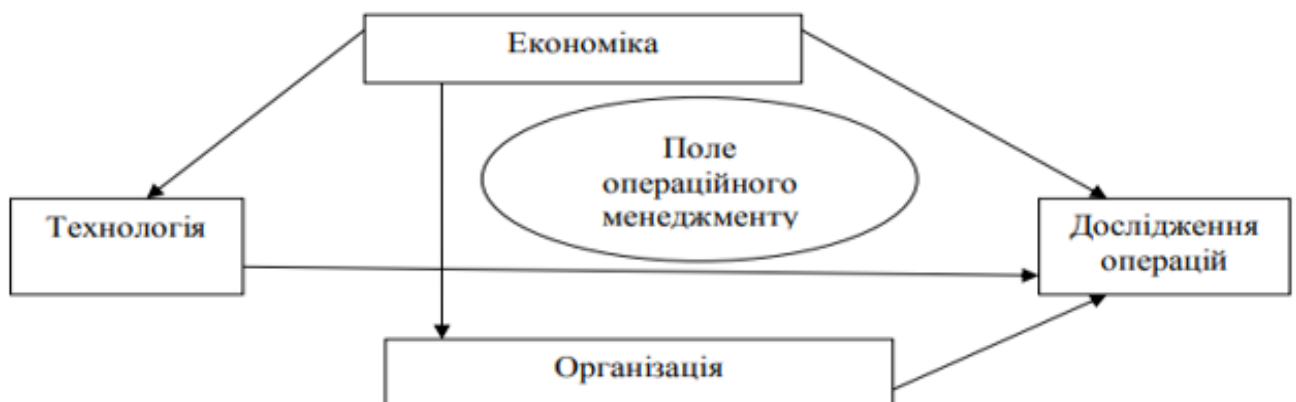 Економіка
Поле
операційного
менеджменту
Технологія
Дослідження
операцій
Організація